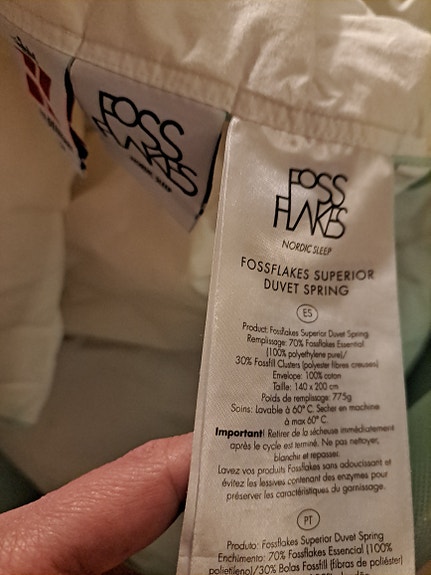 FOSS
FLAKES
FOSS
FLAKES
NORDIC SLEEP
FOSSFLAKES SUPERIOR
DUVET SPRING
ES
Product: Fossflakes Superior Duvet Spring
Remplissage: 70% Fossflakes Essential
(100% polyethylene pure)/
30% Fossfill Clusters (polyester fibres creuses)
Envelope: 100% coton
Taille: 140 x 200 cm
Poids de remplissage: 775g
Soins: Lavable à 60° C. Secher en machine
à max 60° C.
Important! Retirer de la sécheuse immédiatement
après le cycle est terminé. Ne pas nettoyer,
blanchir et repasser.
Lavez vos produits Fossflakes sans adoucissant et
évitez les lessives contenant des enzymes pour
préserver les caractéristiques du garnissage.
PT
Produto: Fossflakes Superior Duvet Spring
Enchimento: 70% Fossflakes Essencial (100%
polietileno)/30% Bolas Fossfill (fibras de poliéster)